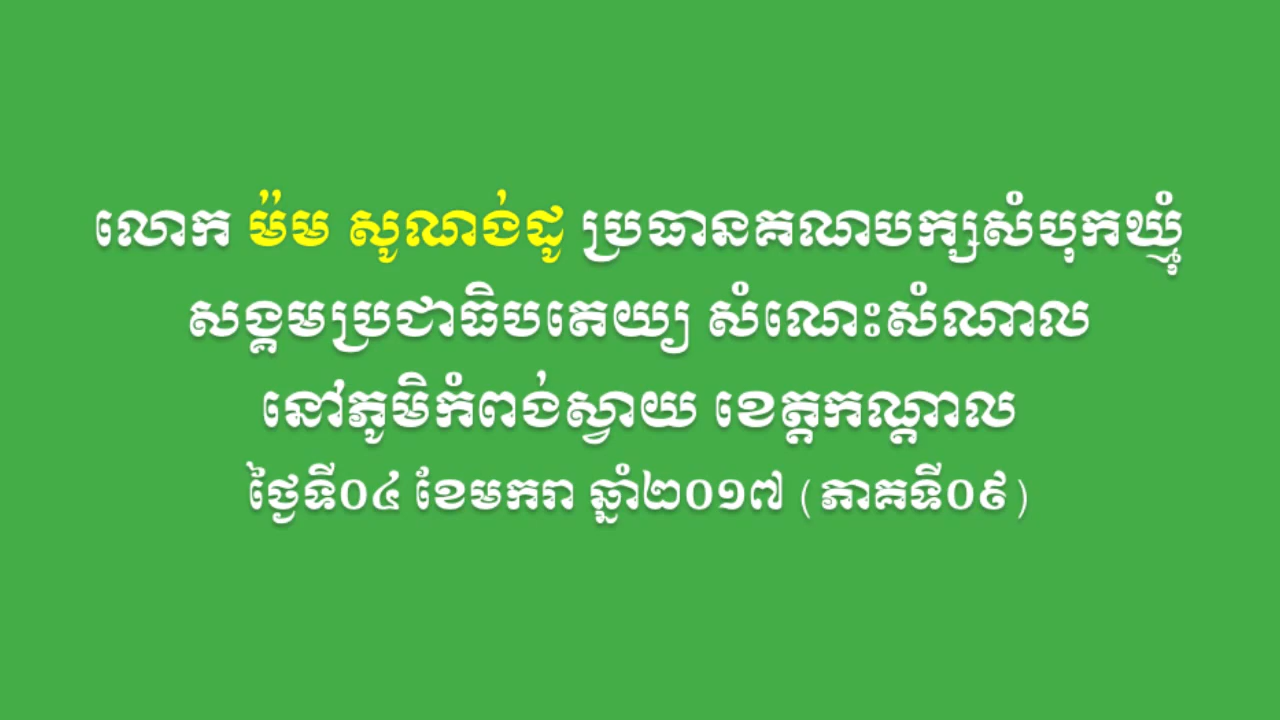 លោក ម៉ម សូណង់ដូ ប្រធានគណបក្សសំបុកឃ្មុំ
សង្គមប្រជាធិបតេយ្យ សំណេះសំណាល
នៅភូមិកំពង់ស្វាយ ខេត្តកណ្ដាល
ថ្ងៃទី០៤ ខែមករា ឆ្នាំ២០១៧ (ភាគទី០៩)